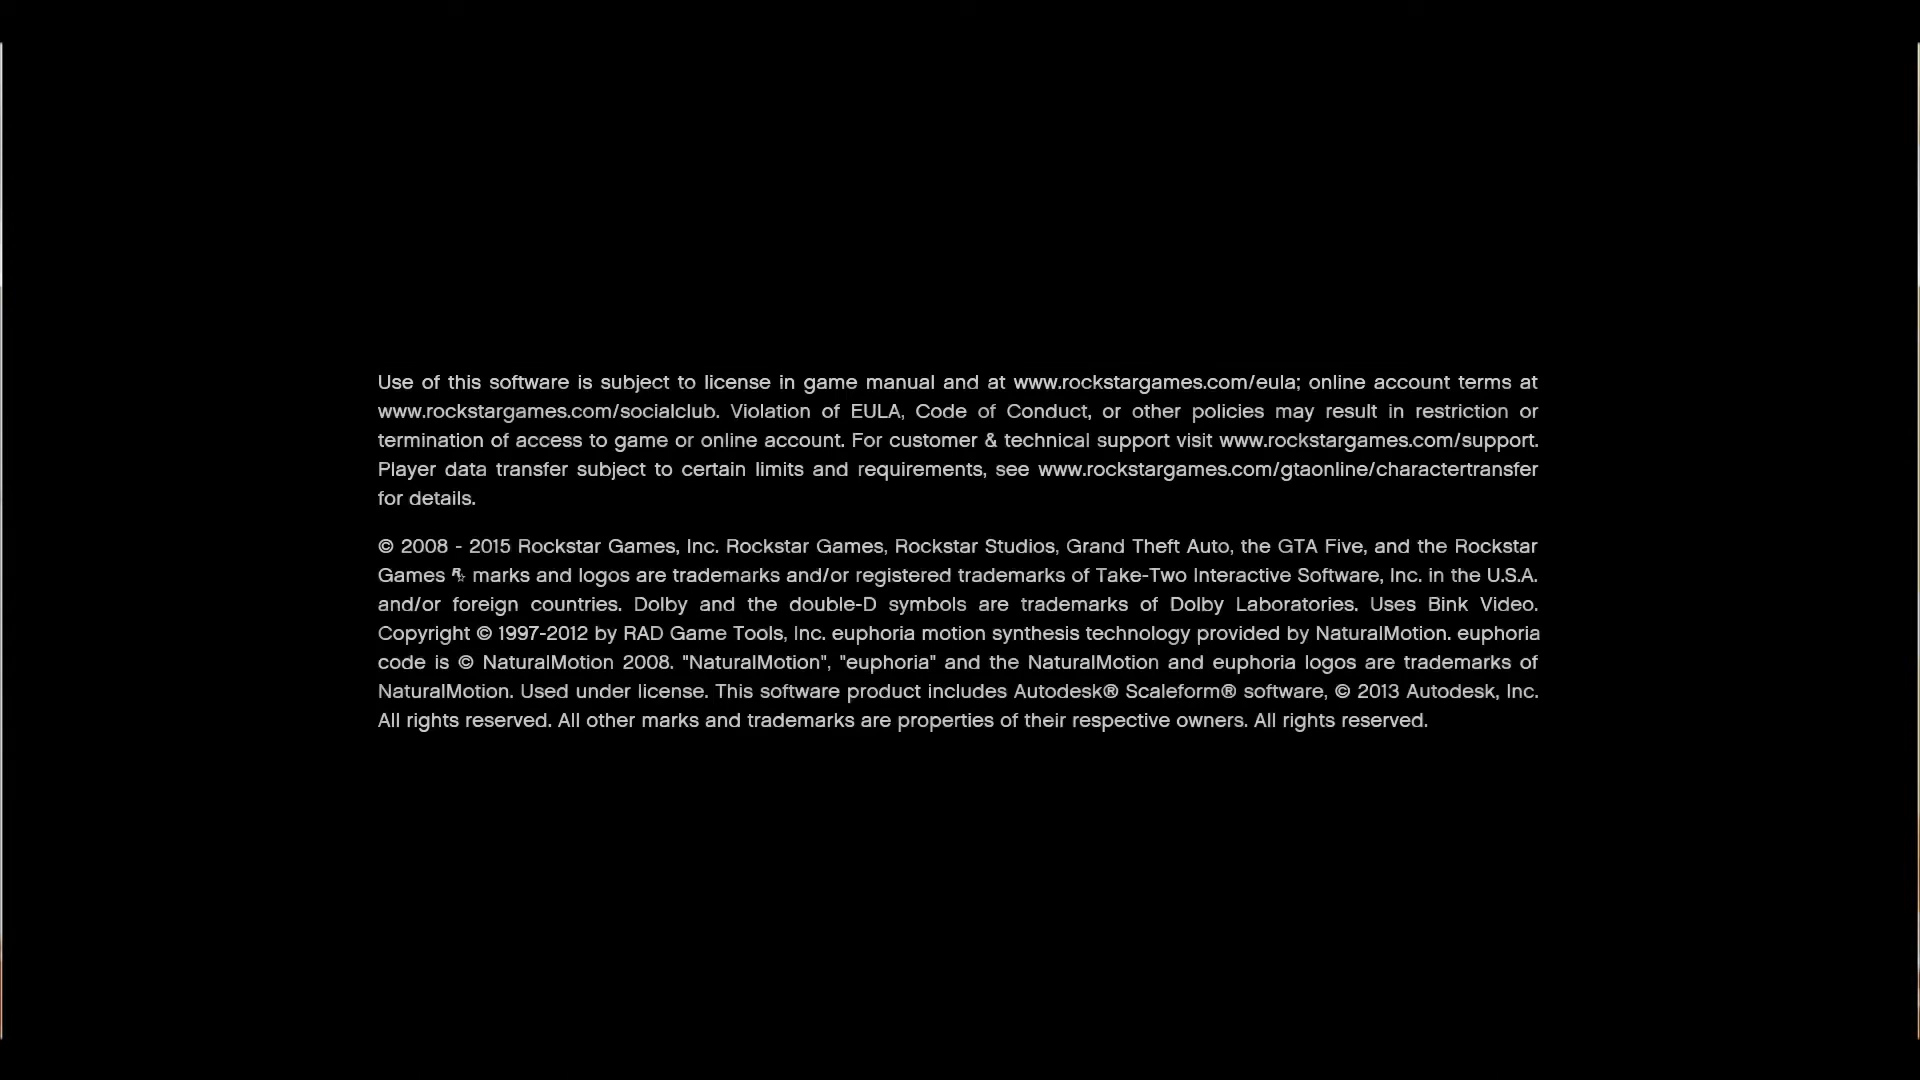 Use of this software is subject to license in game manual and at www.rockstargames.com/eula; online account terms at
www.rockstargames.com/socialclub. Violation of EULA, Code of Conduct, or other policies may result in restriction or
termination of access to game or online account. For customer & technical support visit www.rockstargames.com/support.
Player data transfer subject to certain limits and requirements, see www.rockstargames.com/gtaonline/charactertransfer
for details.
© 2008 - 2015 Rockstar Games, Inc. Rockstar Games, Rockstar Studios, Grand Theft Auto, the GTA Five, and the Rockstar
Games R* marks and logos are trademarks and/or registered trademarks of Take-Two Interactive Software, Inc. in the U.S.A.
and/or foreign countries. Dolby and the double-D symbols are trademarks of Dolby Laboratories. Uses Bink Video.
Copyright © 1997-2012 by RAD Game Tools, Inc. euphoria motion synthesis technology provided by NaturalMotion. euphoria
code is © NaturalMotion 2008. "NaturalMotion", "euphoria" and the NaturalMotion and euphoria logos are trademarks of
NaturalMotion. Used under license. This software product includes Autodesk® Scaleform® software, © 2013 Autodesk, Inc.
All rights reserved. All other marks and trademarks are properties of their respective owners. All rights reserved.